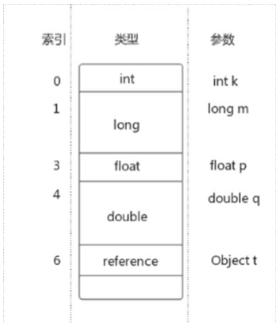 索引 类型 参数
0 int int k
1 long long m
3 float float p
4 double double q
6 reference Object t